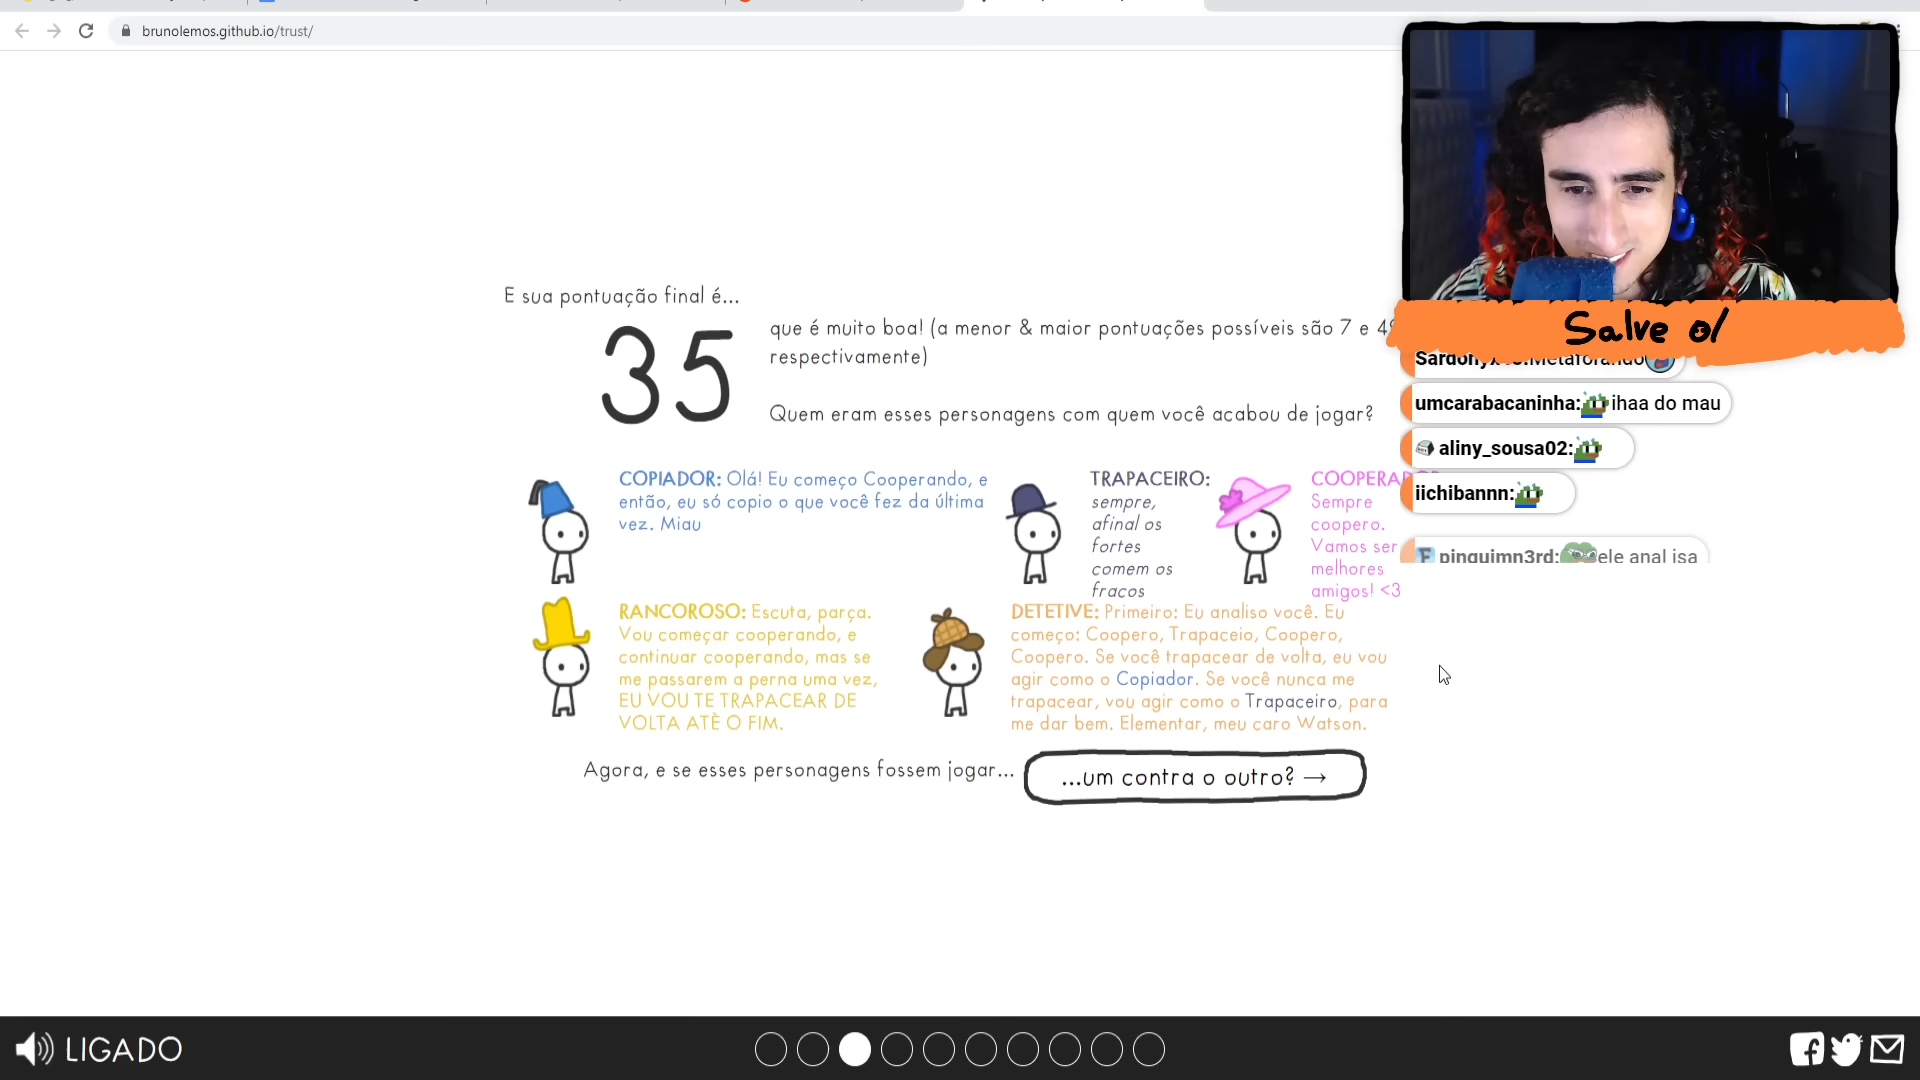 brunolemos.github.io/trust/
Salve o/
E sua pontuação final é...
35
que é muito boa! (a menor & maior pontuações possíveis são 7 e
respectivamente)
Quem eram esses personagens com quem você acabou de jogar?
COPIADOR: Olá! Eu começo Cooperando, e
então, eu só copio o que você fez da última
vez. Miau
TRAPACEIRO:
sempre,
afinal os
fortes
comem os
fracos
Sempre
coopero.
Vamos ser
melhores
amigos! <3
RANCOROSO: Escuta, parça.
Vou começar cooperando, e
continuar cooperando, mas se
me passarem a perna uma vez,
EU VOU TE TRAPACEAR DE
VOLTA ATÈ O FIM.
DETETIVE: Primeiro: Eu analiso você. Eu
começo: Coopero, Trapaceio, Coopero,
Coopero. Se você trapacear de volta, eu vou
agir como o Copiador. Se você nunca me
trapacear, vou agir como o Trapaceiro, para
me dar bem. Elementar, meu caro Watson.
Agora, e se esses personagens fossem jogar...
...um contra o outro? →
Metaforando
umcarabacaninha: ihaa do mau
aliny_sousa02:
iichibannn:
pinguimn3rd: ele anal isa
LIGADO